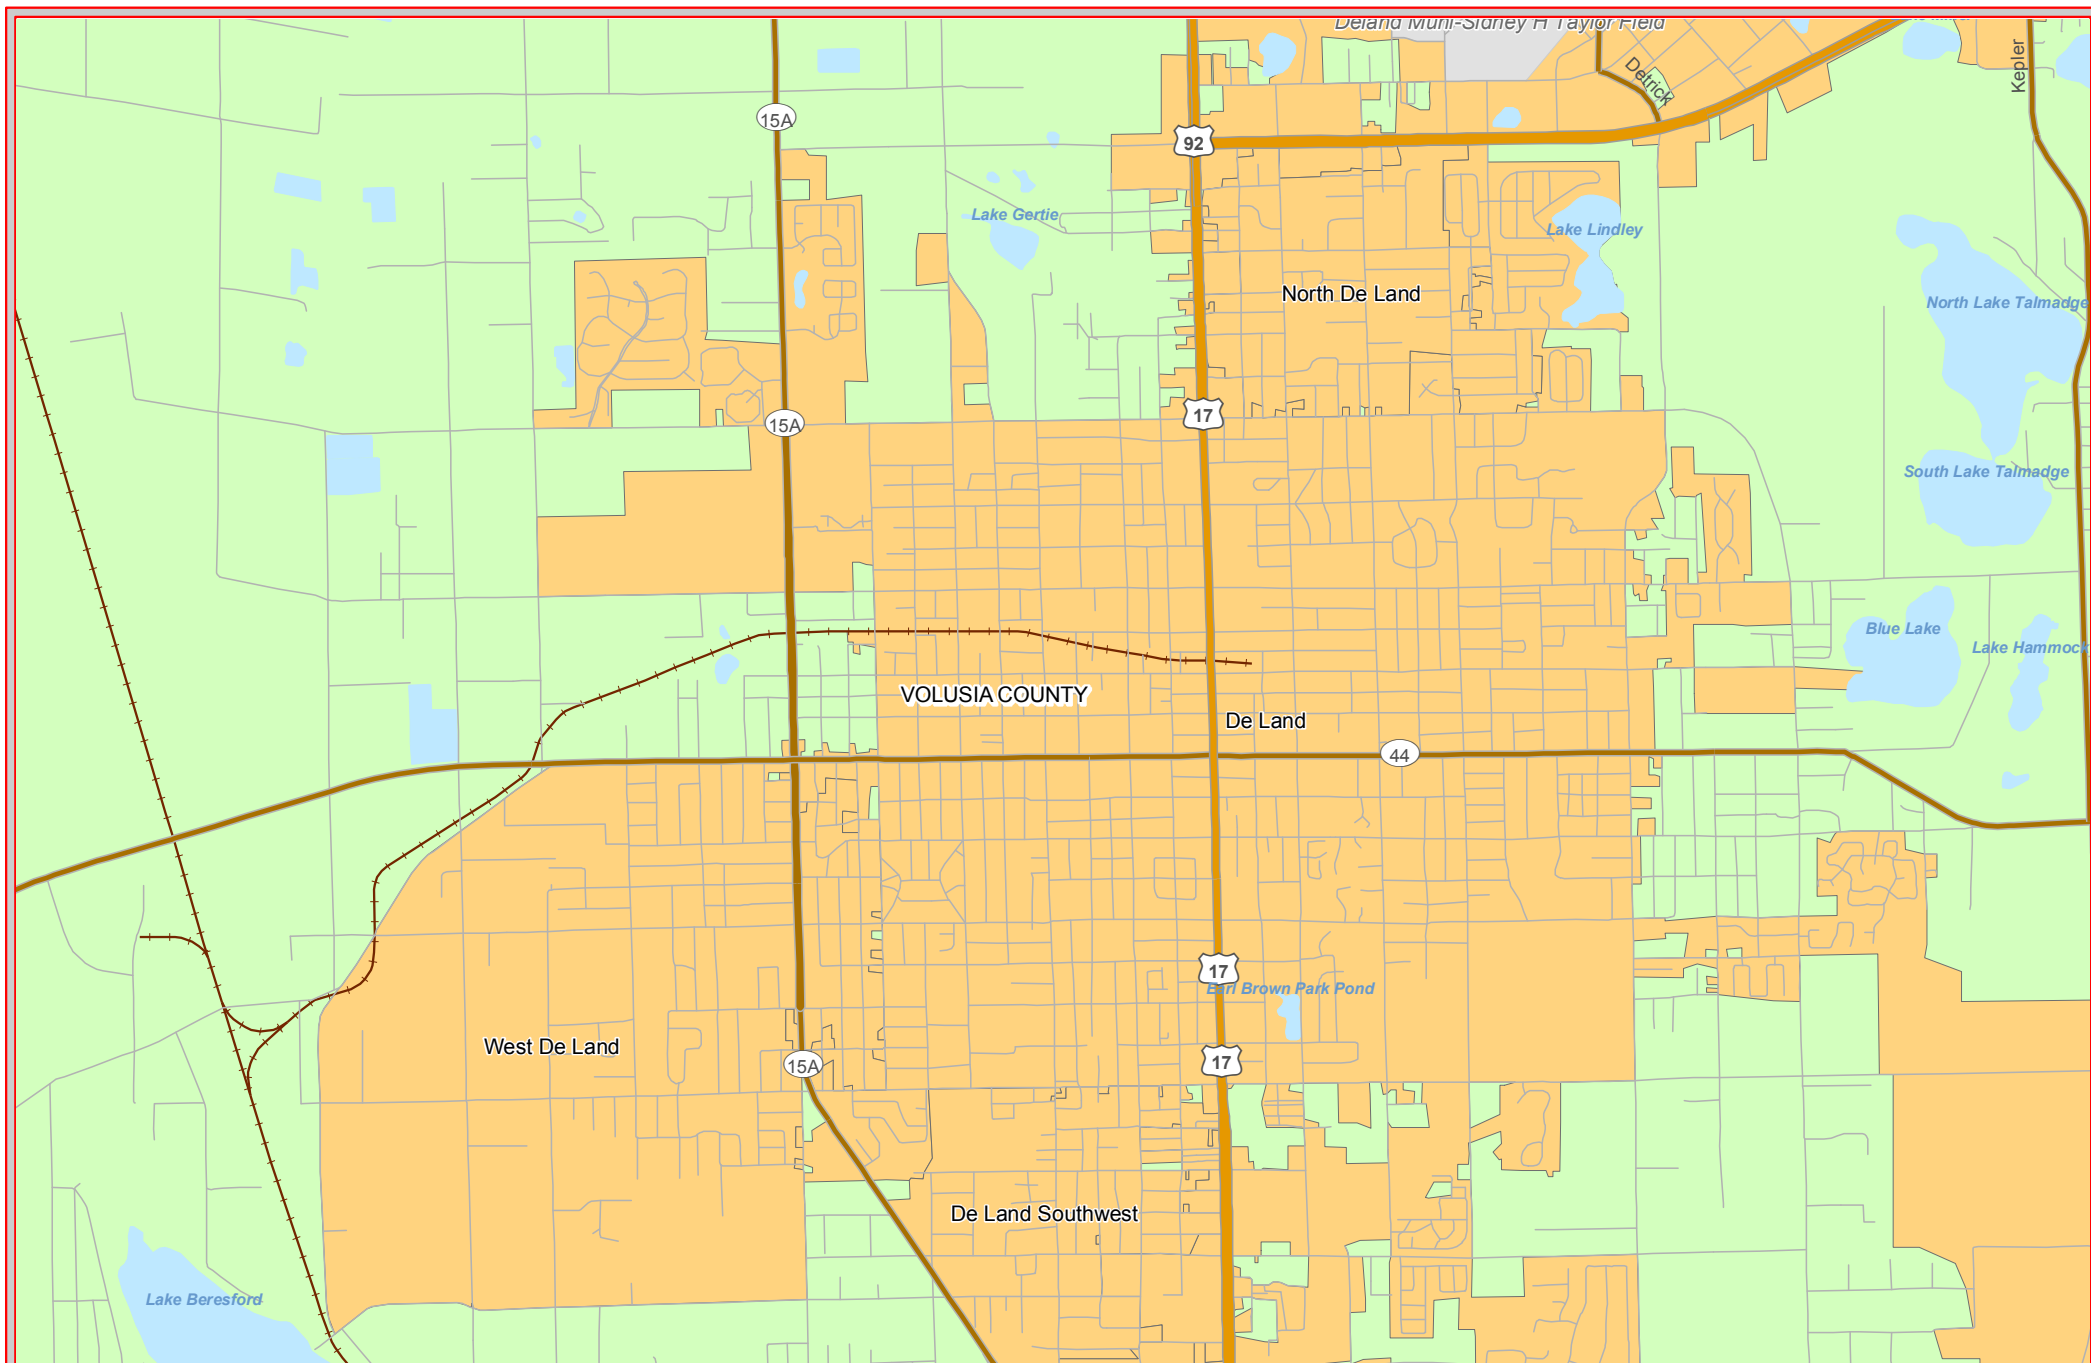 Deland Muni-Sidney H Taylor Field
Kepler
Detrick
15A
92
Lake Gertie
Lake Lindley
North De Land
North Lake Talmadge
17
15A
South Lake Talmadge
Blue Lake
Lake Hammock
VOLUSIA COUNTY
De Land
44
17
Earl Brown Park Pond
West De Land
17
15A
De Land Southwest
Lake Beresford